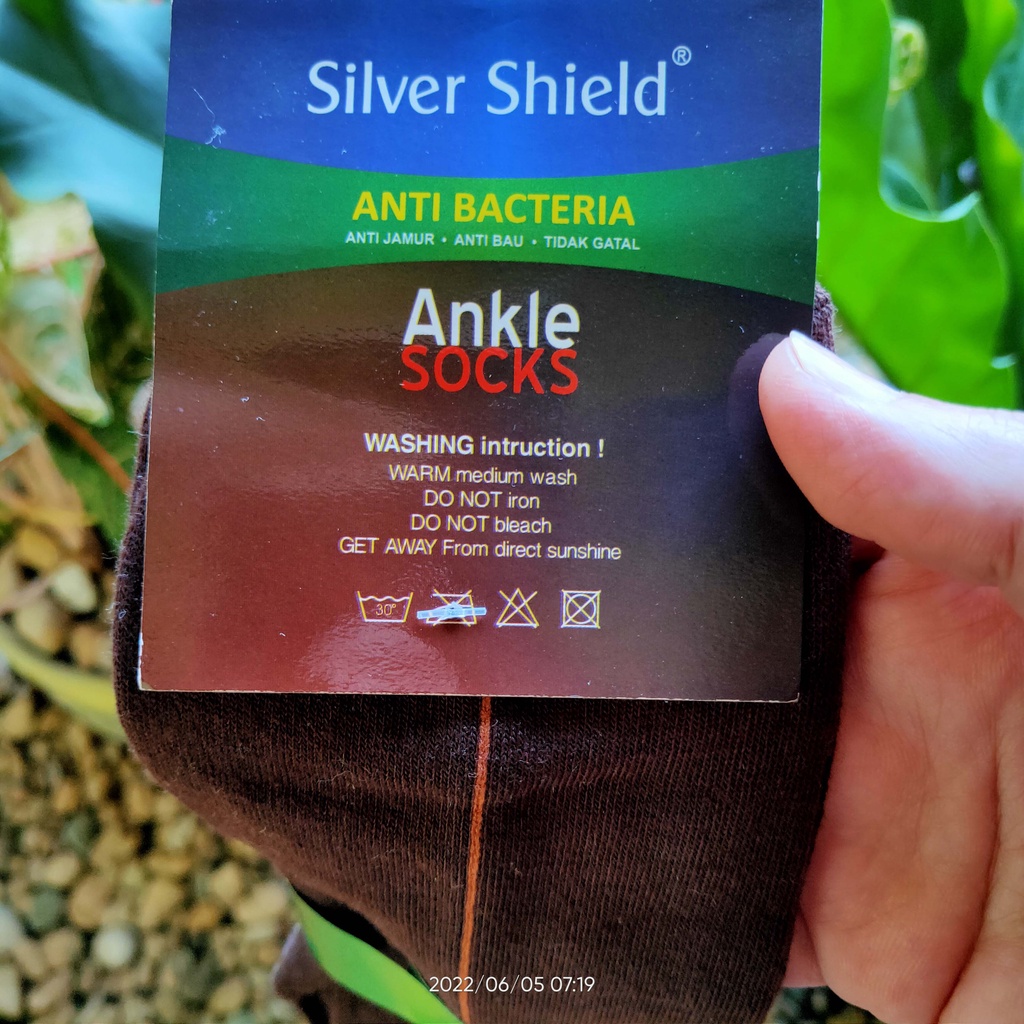 Silver Shield®
ANTI BACTERIA
ANTI JAMUR • ANTI BAU • TIDAK GATAL
Ankle
SOCKS
WASHING intruction !
WARM medium wash
DO NOT iron
DO NOT bleach
GET AWAY From direct sunshine
30°
2022/06/05 07:19